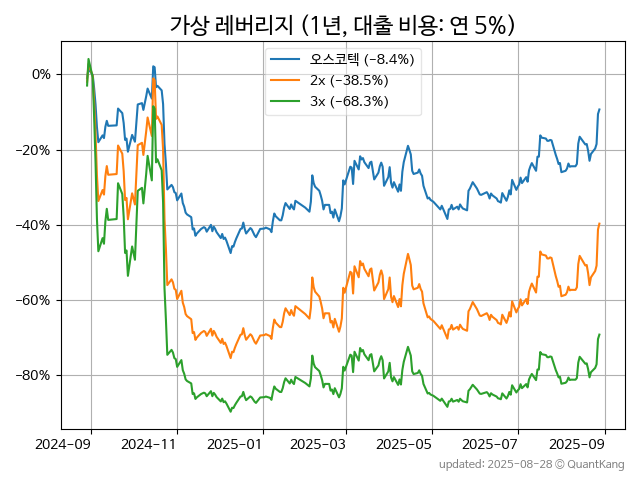 가상 레버리지 (1년, 대출 비용: 연 5%)
오스코텍 (−8.4%)
2x (−38.5%)
3x (−68.3%)
0%
−20%
−40%
−60%
−80%
2024-09 2024-11 2025-01 2025-03 2025-05 2025-07 2025-09
updated: 2025-08-28 © QuantKang